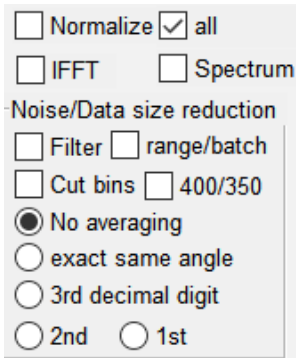 Normalize all
IFFT Spectrum
Noise/Data size reduction
Filter range/batch
Cut bins 400/350
No averaging
exact same angle
3rd decimal digit
2nd 1st